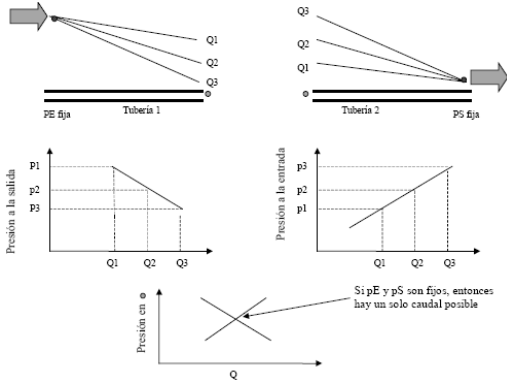 Q1
Q2
Q3
Tubería 1
PE fija
Q3
Q2
Q1
Tubería 2
PS fija
Presión a la salida
P1
p2
P3
Q1
Q2
Q3
Presión a la entrada
p3
p2
p1
Q1
Q2
Q3
Presión en
Q
Si pE y pS son fijos, entonces
hay un solo caudal posible